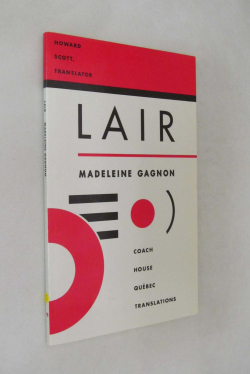 HOWARD
SCOTT,
TRANSLATOR
LAIR
MADELEINE GAGNON
COACH
HOUSE
QUÉBEC
TRANSLATIONS